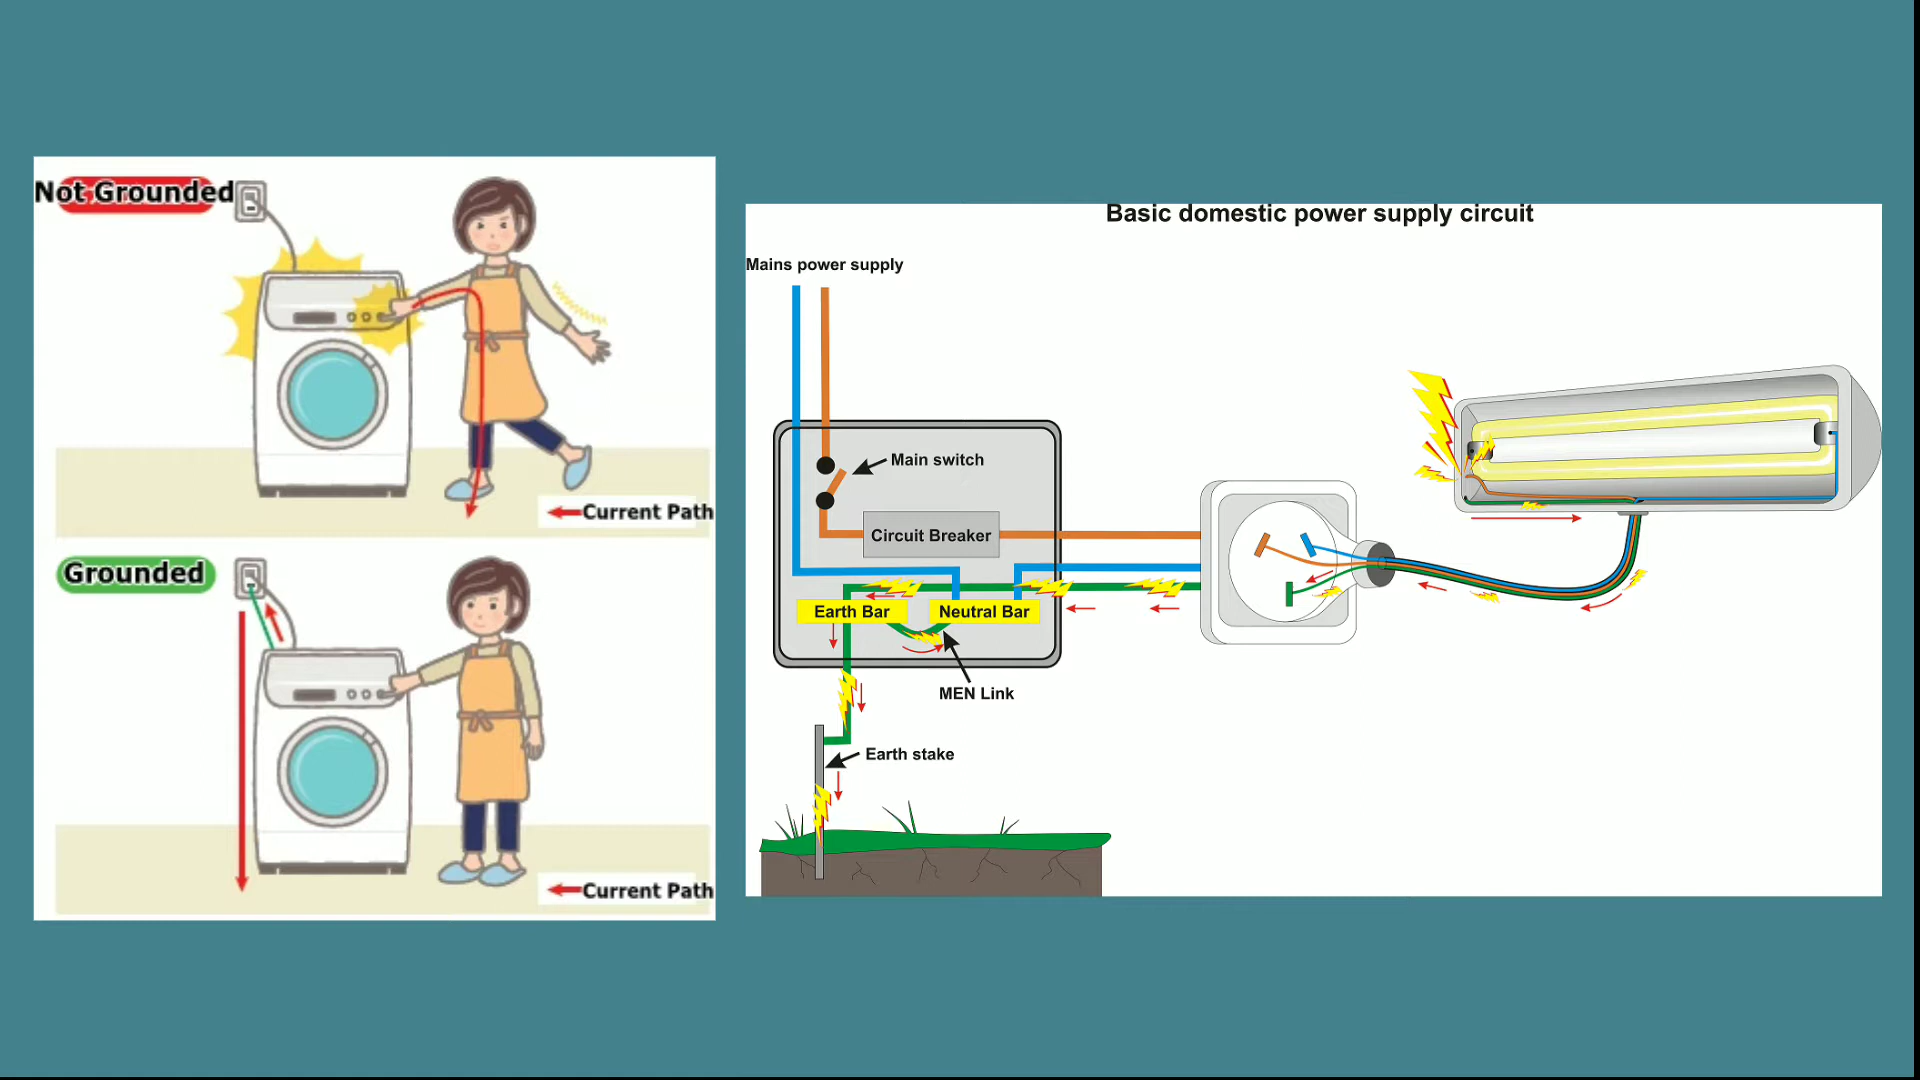 Not Grounded
Current Path
Grounded
Current Path
Basic domestic power supply circuit
Mains power supply
Main switch
Circuit Breaker
Earth Bar
Neutral Bar
MEN Link
Earth stake